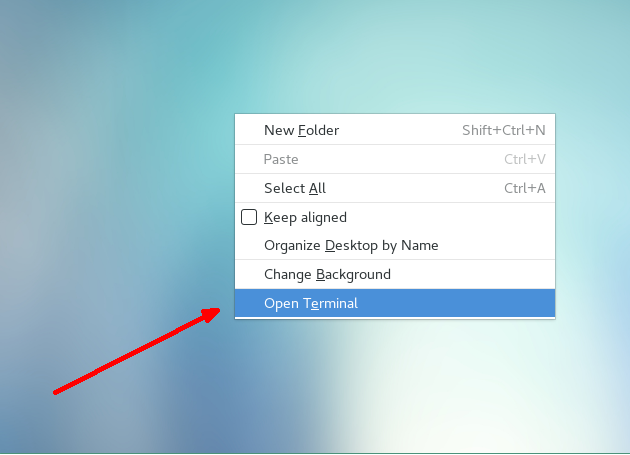 New Folder Shift+Ctrl+N
Paste Ctrl+V
Select All Ctrl+A
Keep aligned
Organize Desktop by Name
Change Background
Open Terminal